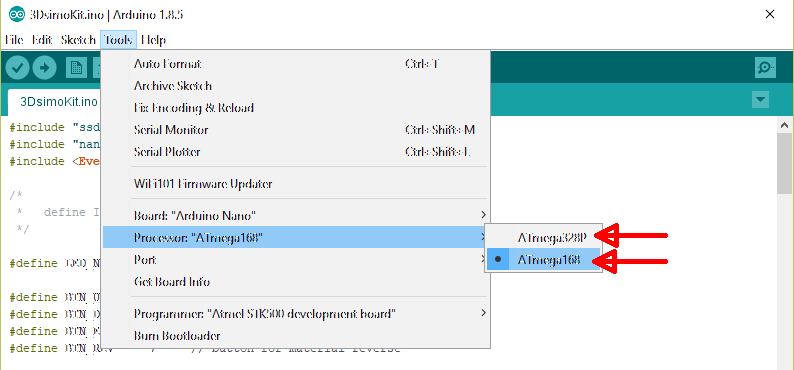 3DsimoKit.ino | Arduino 1.8.5
File Edit Sketch Tools Help
3DsimoKit.ino
Auto Format Ctrl+T
Archive Sketch
Fix Encoding & Reload
Serial Monitor Ctrl+Shift+M
Serial Plotter Ctrl+Shift+L
WiFi101 Firmware Updater
Board: "Arduino Nano"
Processor: "ATmega168"
Port
Get Board Info
Programmer: "Atmel STK500 development board"
Burn Bootloader
ATmega328P
ATmega168
#include "ssd
#include "nan
#include <Eve
/*
* define I
*/
#define LED_N
#define BTN_U
#define BTN_D
#define BTN_E
#define BTN_REV 7 // button for material reverse